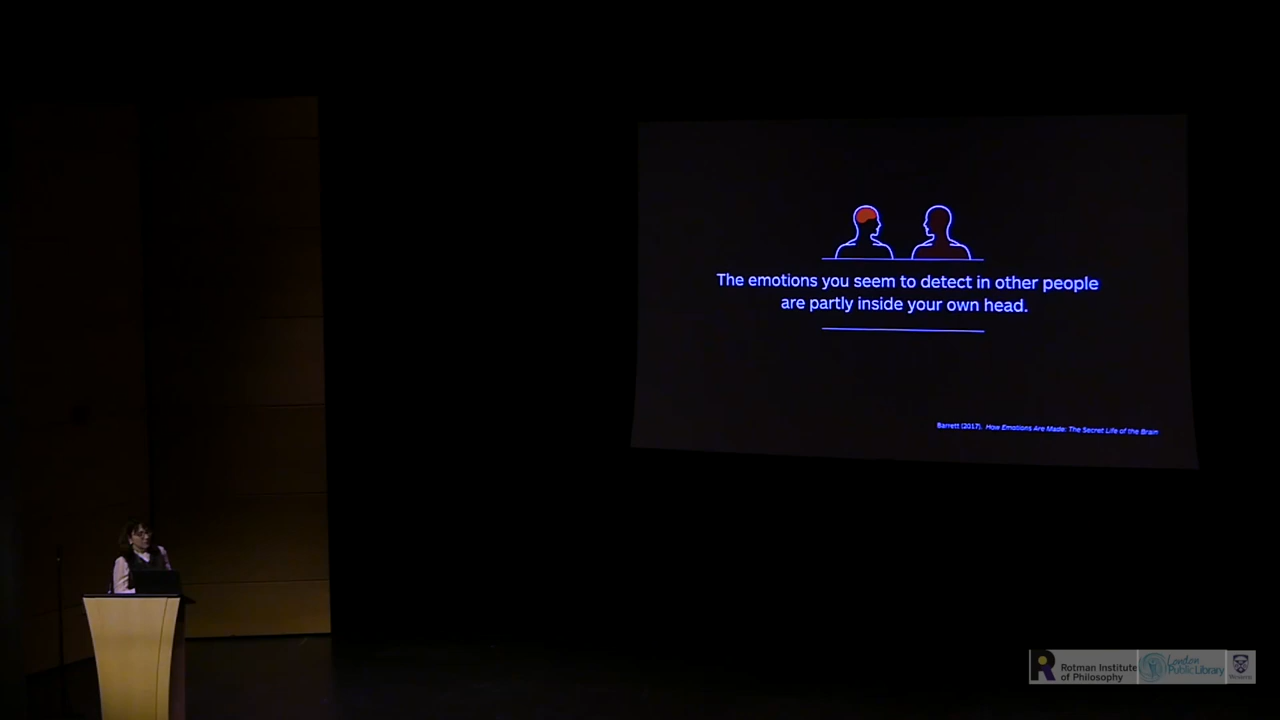 The emotions you seem to detect in other people
are partly inside your own head.
Barrett (2017). How Emotions Are Made: The Secret Life of the Brain
Rotman Institute
of Philosophy
London
Public Library
Western